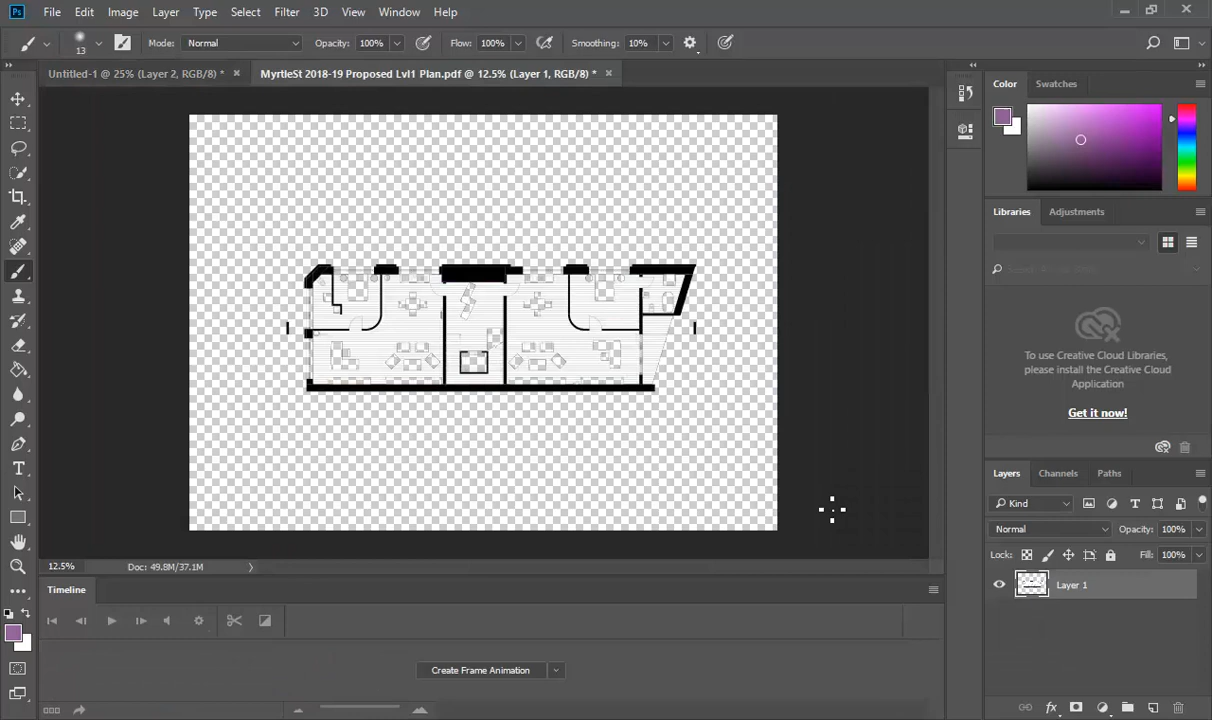 Ps File Edit Image Layer Type Select Filter 3D View Window Help
13 Mode: Normal Opacity: 100% Flow: 100% Smoothing: 10%
Untitled-1 @ 25% (Layer 2, RGB/8) * MyrtleSt 2018-19 Proposed Lvl1 Plan.pdf @ 12.5% (Layer 1, RGB/8) *
Color Swatches
Libraries Adjustments
To use Creative Cloud Libraries,
please install the Creative Cloud
Application
Get it now!
Layers Channels Paths
Kind
Normal Opacity: 100%
Lock: Fill: 100%
Layer 1
12.5% Doc: 49.8M/37.1M
Timeline
Create Frame Animation